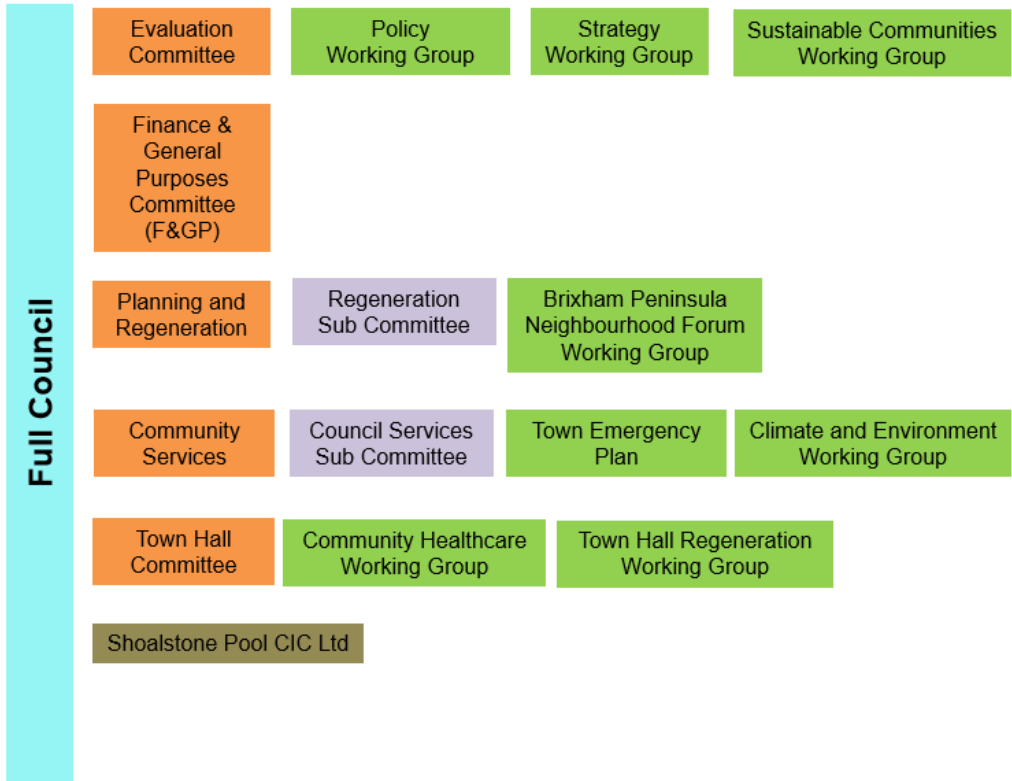 Full Council
Evaluation
Committee
Policy
Working Group
Strategy
Working Group
Sustainable Communities
Working Group
Finance &
General
Purposes
Committee
(F&GP)
Planning and
Regeneration
Regeneration
Sub Committee
Brixham Peninsula
Neighbourhood Forum
Working Group
Community
Services
Council Services
Sub Committee
Town Emergency
Plan
Climate and Environment
Working Group
Town Hall
Committee
Community Healthcare
Working Group
Town Hall Regeneration
Working Group
Shoalstone Pool CIC Ltd